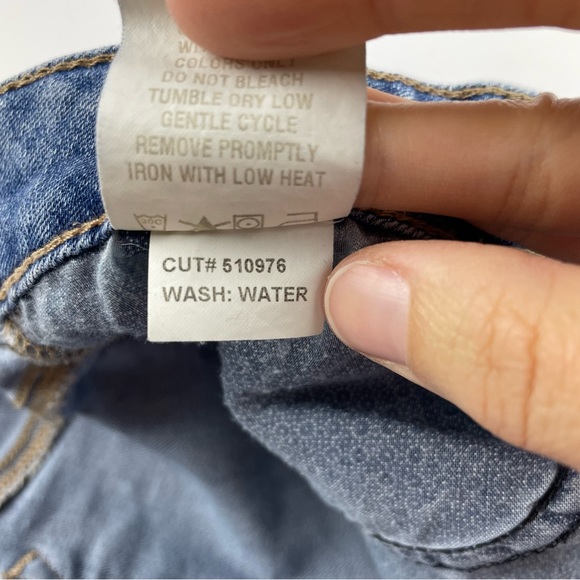 COLORS ONLY
DO NOT BLEACH
TUMBLE DRY LOW
GENTLE CYCLE
REMOVE PROMPTLY
IRON WITH LOW HEAT
CUT# 510976
WASH: WATER